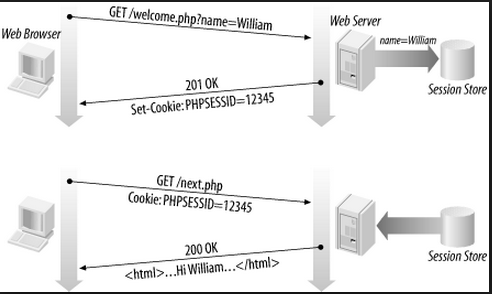 GET /welcome.php?name=William
Web Browser
Web Server
name=William
Session Store
201 OK
Set-Cookie: PHPSESSID=12345
GET /next.php
Cookie: PHPSESSID=12345
Session Store
200 OK
<html>...Hi William...</html>